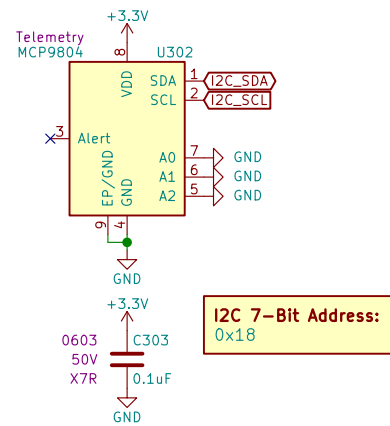 +3.3V
Telemetry
MCP9804
U302
8
VDD
SDA 1 I2C_SDA
SCL 2 I2C_SCL
3 Alert
A0 7 GND
A1 6 GND
A2 5 GND
EP/GND
GND
9
4
GND
+3.3V
0603 C303
50V
X7R 0.1uF
GND
I2C 7-Bit Address:
0x18